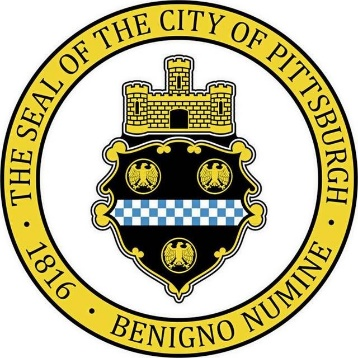 THE SEAL OF THE CITY OF PITTSBURGH
1816 · BENIGNO NUMINE